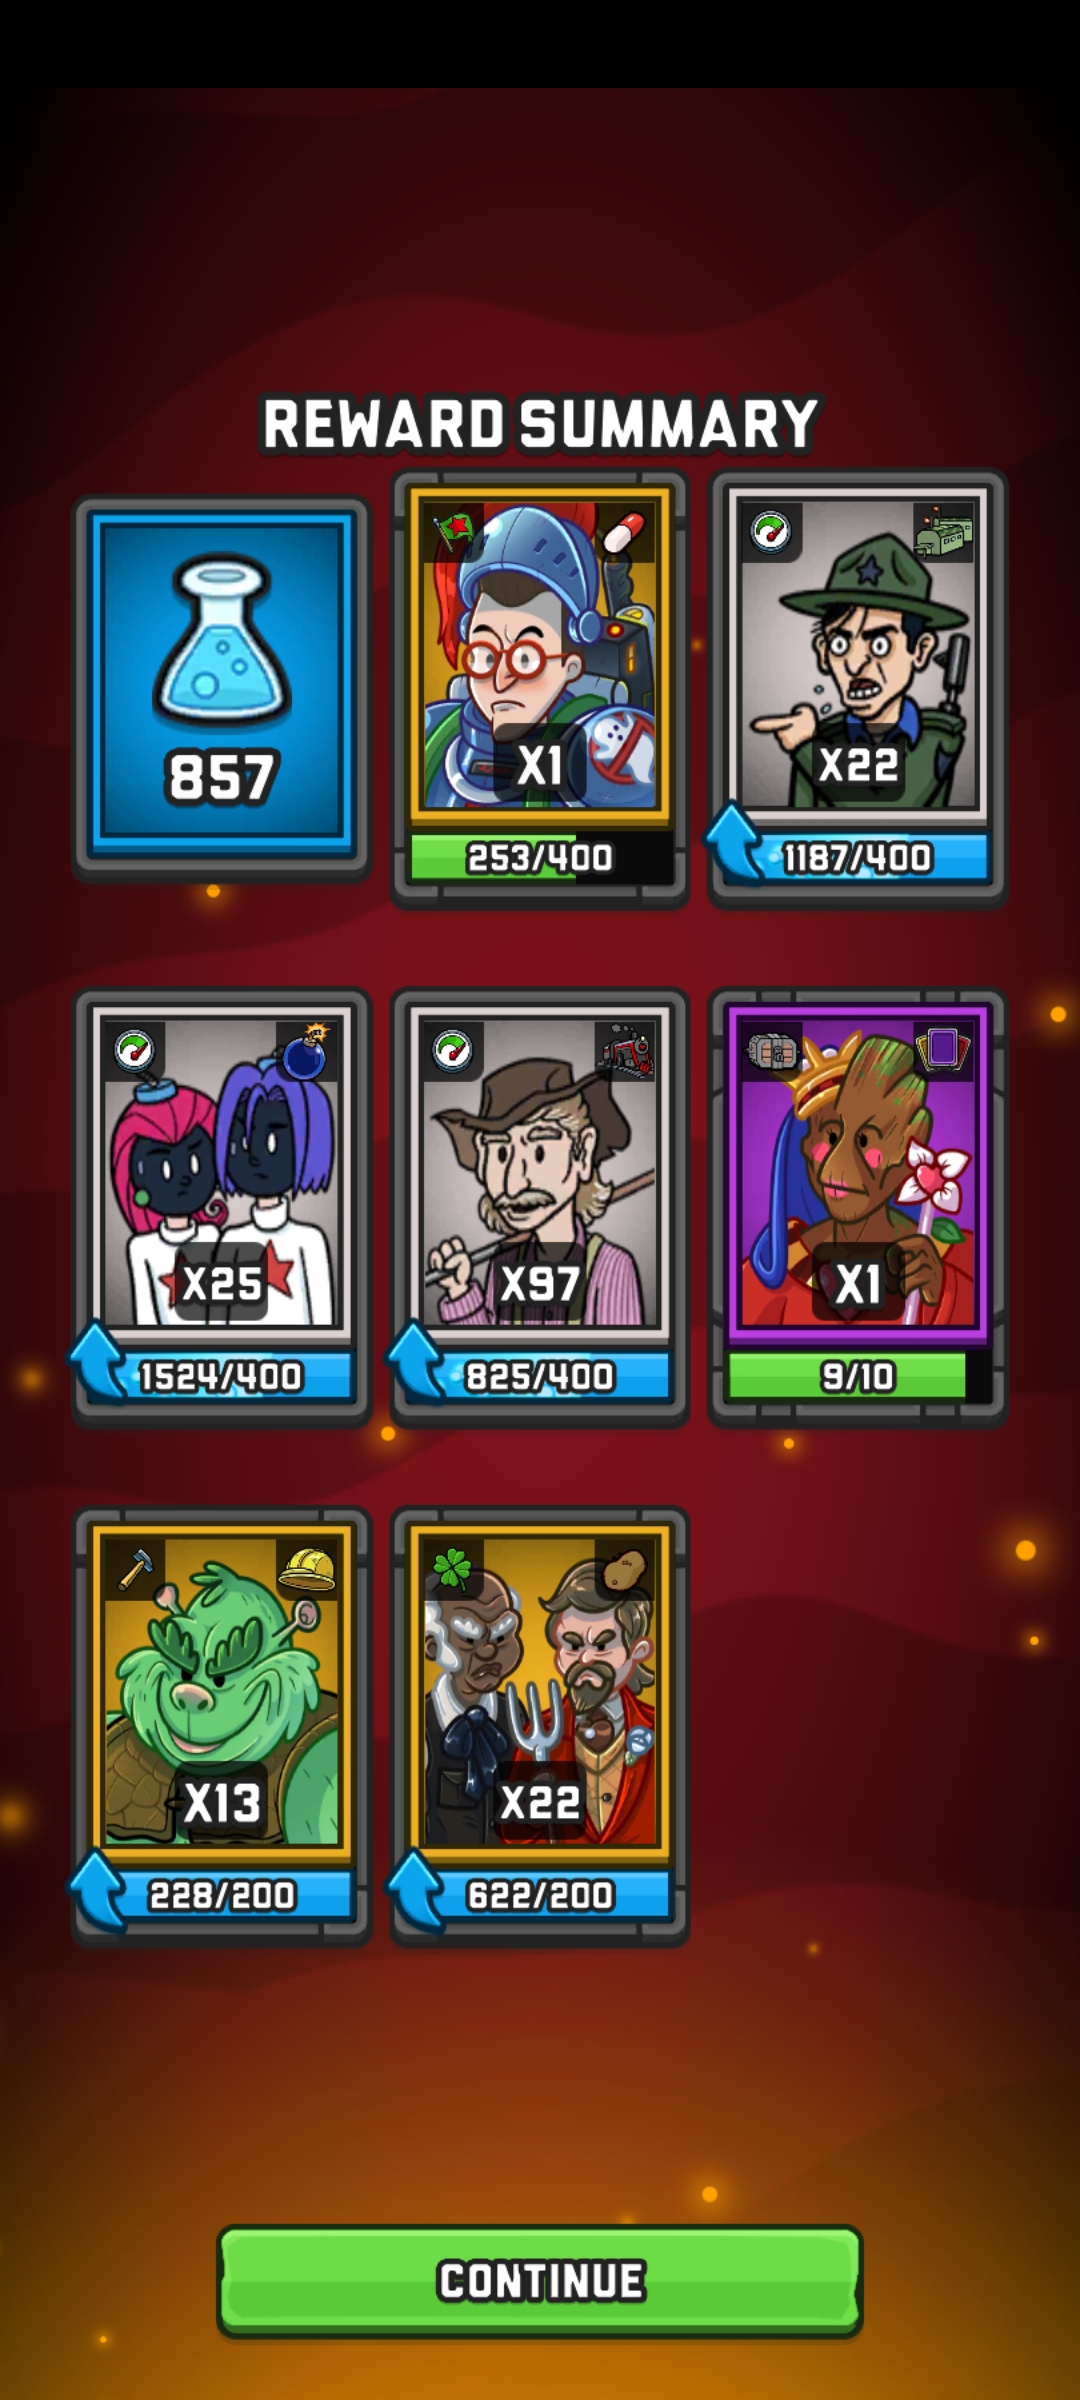 REWARD SUMMARY
857
X1
253/400
X22
1187/400
X25
1524/400
X97
825/400
X1
9/10
X13
228/200
X22
622/200
CONTINUE